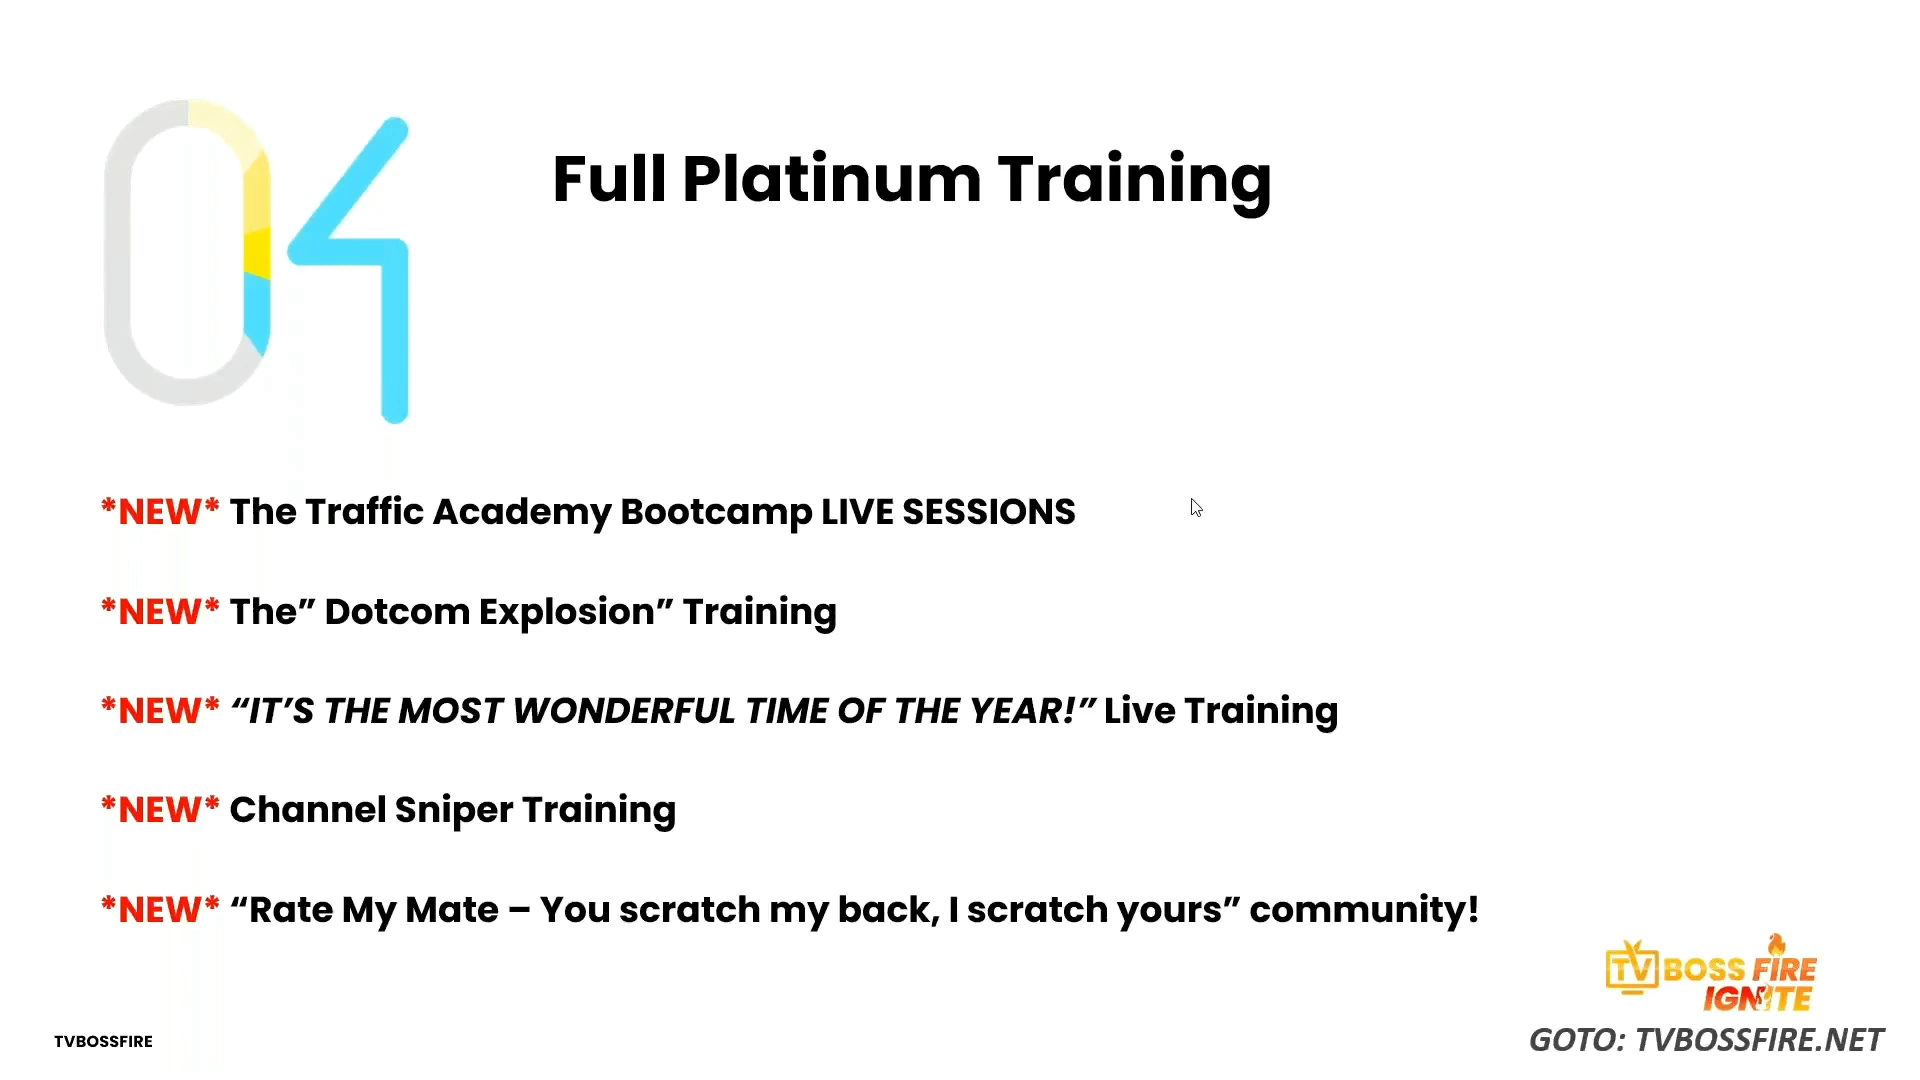 04
Full Platinum Training
*NEW* The Traffic Academy Bootcamp LIVE SESSIONS
*NEW* The” Dotcom Explosion” Training
*NEW* “IT’S THE MOST WONDERFUL TIME OF THE YEAR!” Live Training
*NEW* Channel Sniper Training
*NEW* “Rate My Mate – You scratch my back, I scratch yours” community!
TV BOSS FIRE
IGNITE
TVBOSSFIRE
GOTO: TVBOSSFIRE.NET